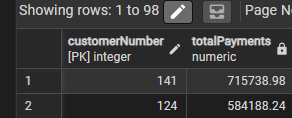 Showing rows: 1 to 98 Page N
customerNumber totalPayments
[PK] integer numeric
1 141 715738.98
2 124 584188.24